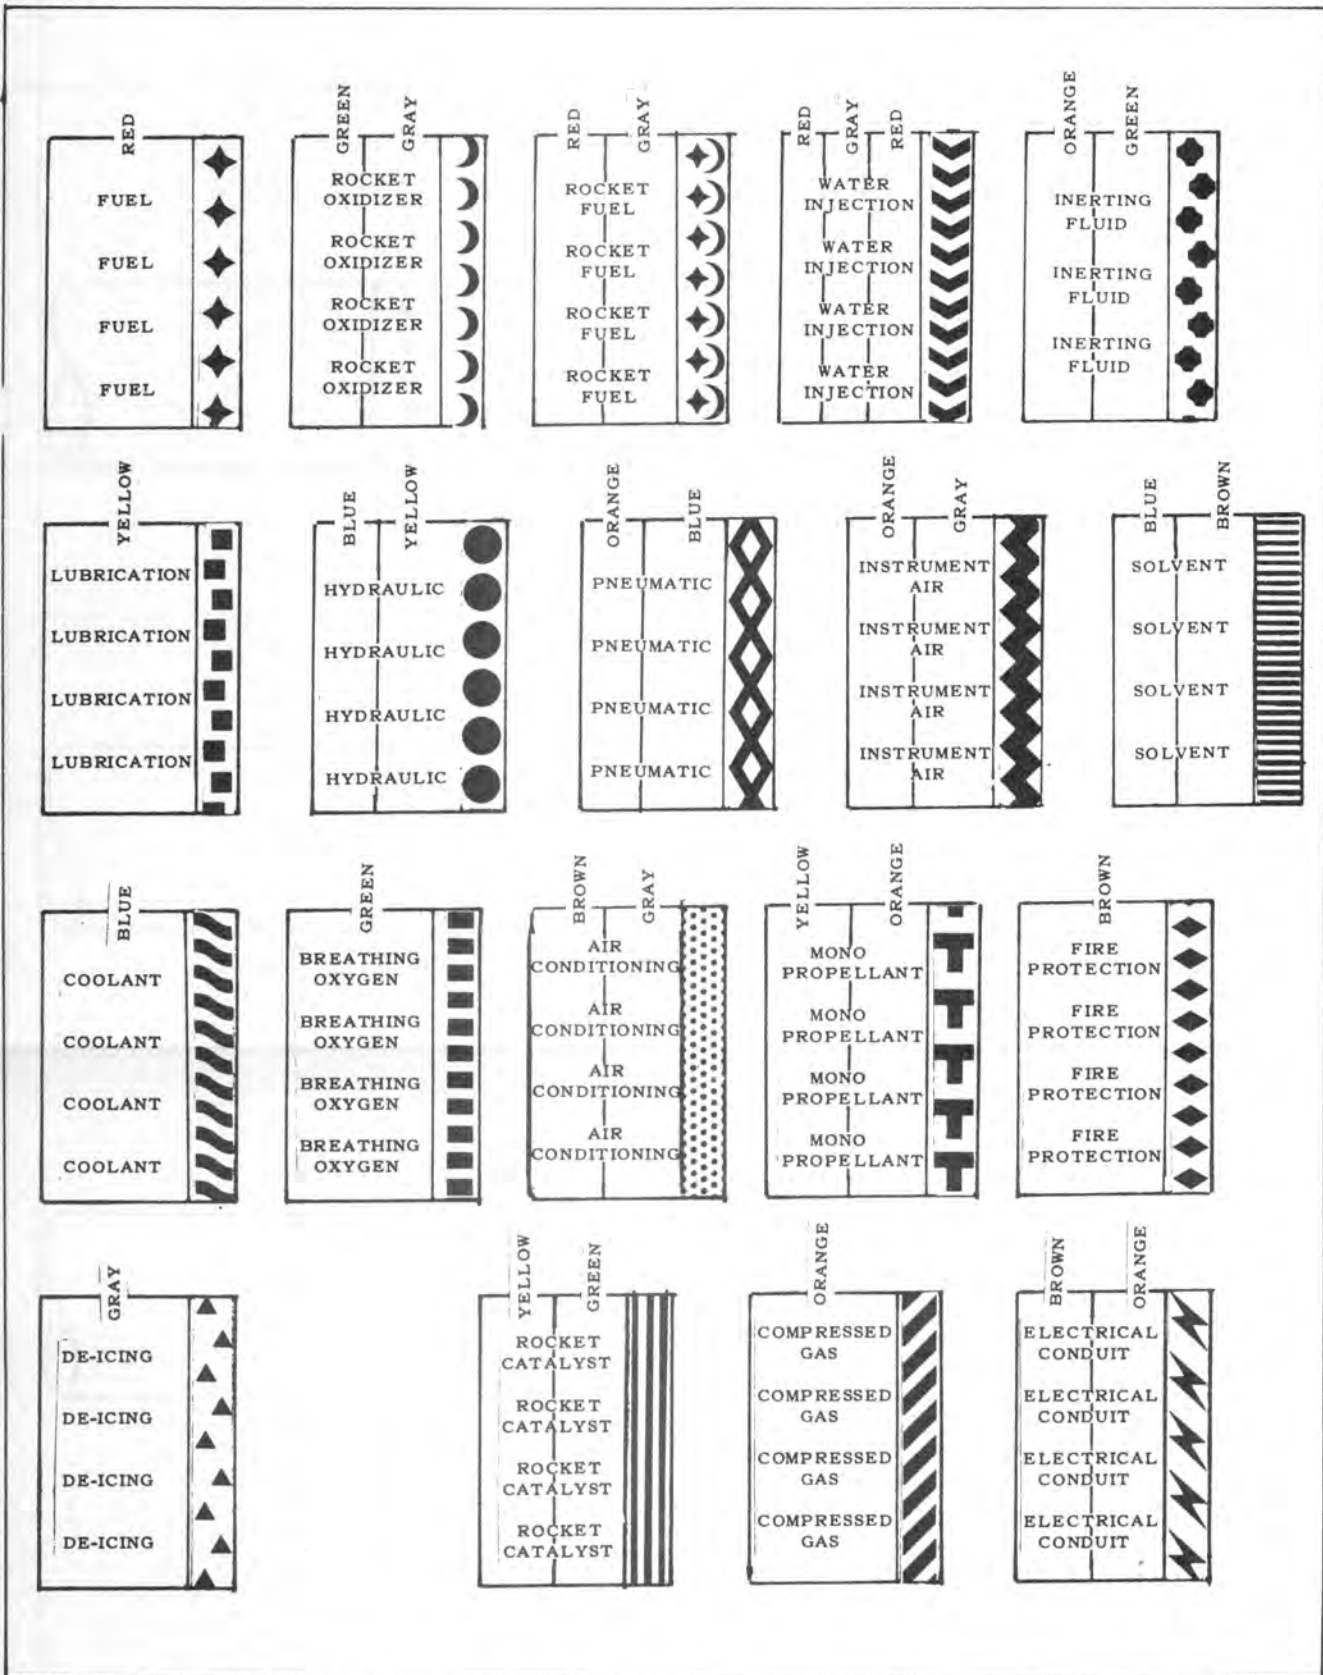 RED
FUEL
FUEL
FUEL
FUEL
GREEN
GRAY
ROCKET
OXIDIZER
ROCKET
OXIDIZER
ROCKET
OXIDIZER
ROCKET
OXIDIZER
RED
GRAY
ROCKET
FUEL
ROCKET
FUEL
ROCKET
FUEL
ROCKET
FUEL
RED
GRAY
RED
WATER
INJECTION
WATER
INJECTION
WATER
INJECTION
WATER
INJECTION
ORANGE
GREEN
INERTING
FLUID
INERTING
FLUID
INERTING
FLUID
YELLOW
LUBRICATION
LUBRICATION
LUBRICATION
LUBRICATION
BLUE
YELLOW
HYDRAULIC
HYDRAULIC
HYDRAULIC
HYDRAULIC
ORANGE
BLUE
PNEUMATIC
PNEUMATIC
PNEUMATIC
PNEUMATIC
ORANGE
GRAY
INSTRUMENT
AIR
INSTRUMENT
AIR
INSTRUMENT
AIR
INSTRUMENT
AIR
BLUE
BROWN
SOLVENT
SOLVENT
SOLVENT
SOLVENT
BLUE
COOLANT
COOLANT
COOLANT
COOLANT
GREEN
BREATHING
OXYGEN
BREATHING
OXYGEN
BREATHING
OXYGEN
BREATHING
OXYGEN
BROWN
GRAY
AIR
CONDITIONING
AIR
CONDITIONING
AIR
CONDITIONING
AIR
CONDITIONING
YELLOW
ORANGE
MONO
PROPELLANT
MONO
PROPELLANT
MONO
PROPELLANT
MONO
PROPELLANT
BROWN
FIRE
PROTECTION
FIRE
PROTECTION
FIRE
PROTECTION
FIRE
PROTECTION
GRAY
DE-ICING
DE-ICING
DE-ICING
DE-ICING
YELLOW
GREEN
ROCKET
CATALYST
ROCKET
CATALYST
ROCKET
CATALYST
ROCKET
CATALYST
ORANGE
COMPRESSED
GAS
COMPRESSED
GAS
COMPRESSED
GAS
COMPRESSED
GAS
BROWN
ORANGE
ELECTRICAL
CONDUIT
ELECTRICAL
CONDUIT
ELECTRICAL
CONDUIT
ELECTRICAL
CONDUIT